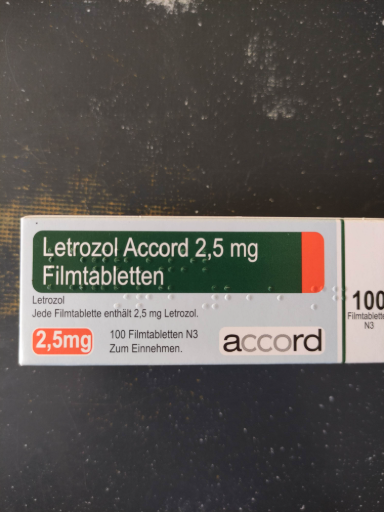 Letrozol Accord 2,5 mg
Filmtabletten
Letrozol
Jede Filmtablette enthält 2,5 mg Letrozol.
2,5mg
100 Filmtabletten N3
Zum Einnehmen.
accord
100
N3